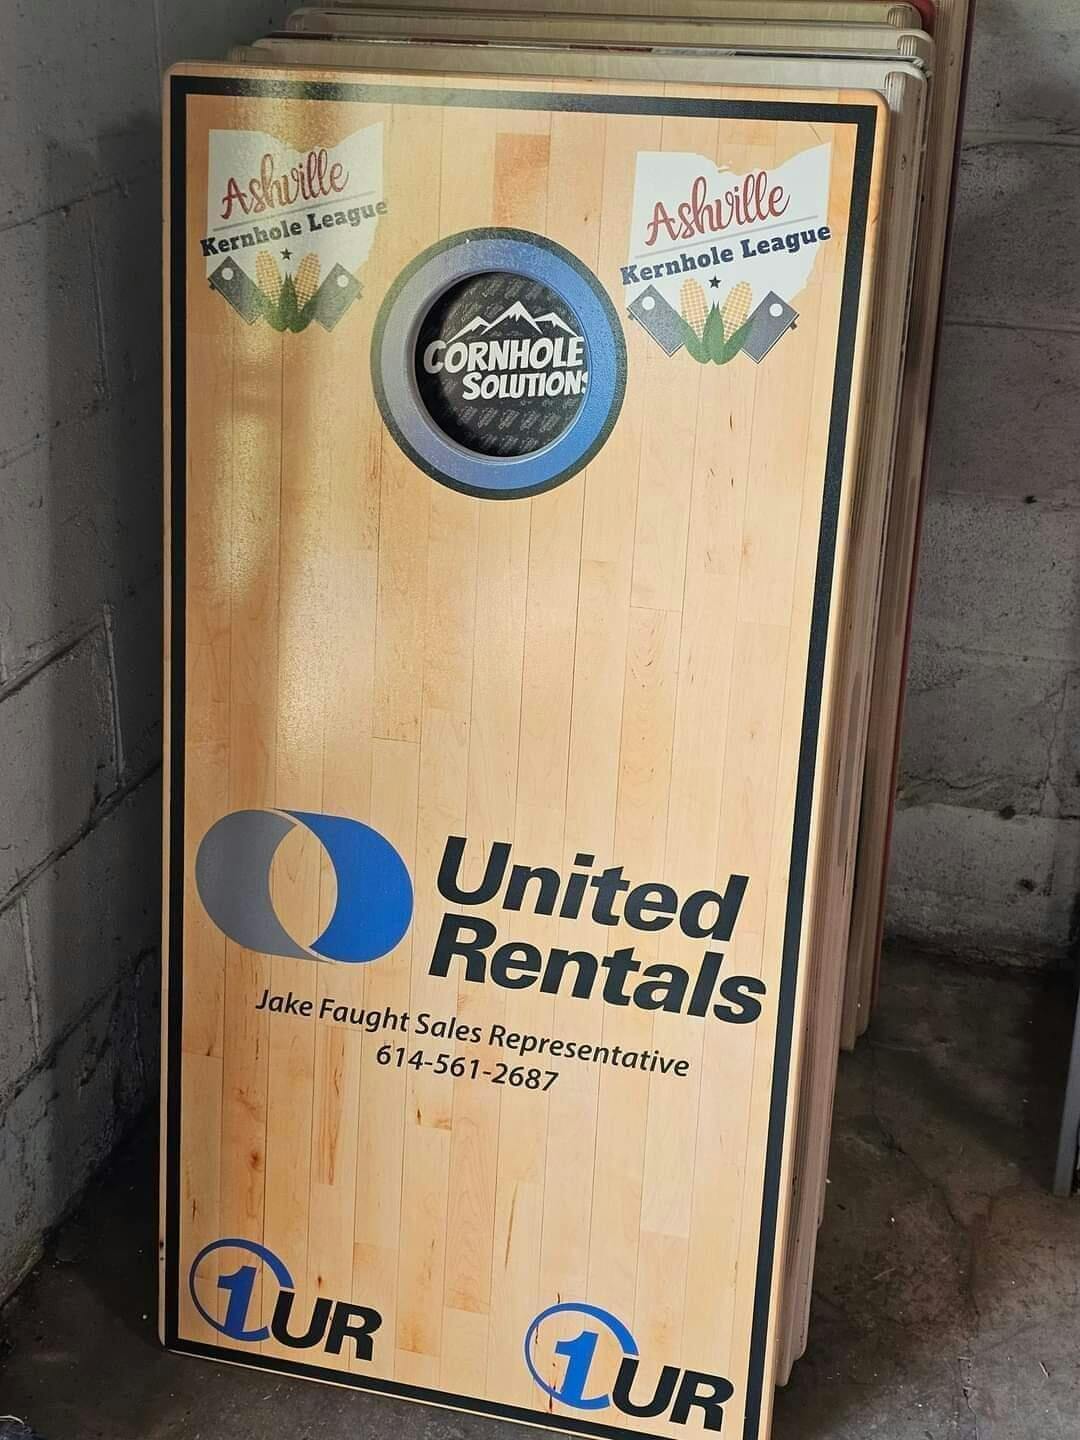 Ashville
Kernhole League
Ashville
Kernhole League
CORNHOLE
SOLUTIONS
United
Rentals
Jake Faught Sales Representative
614-561-2687
1UR
1UR